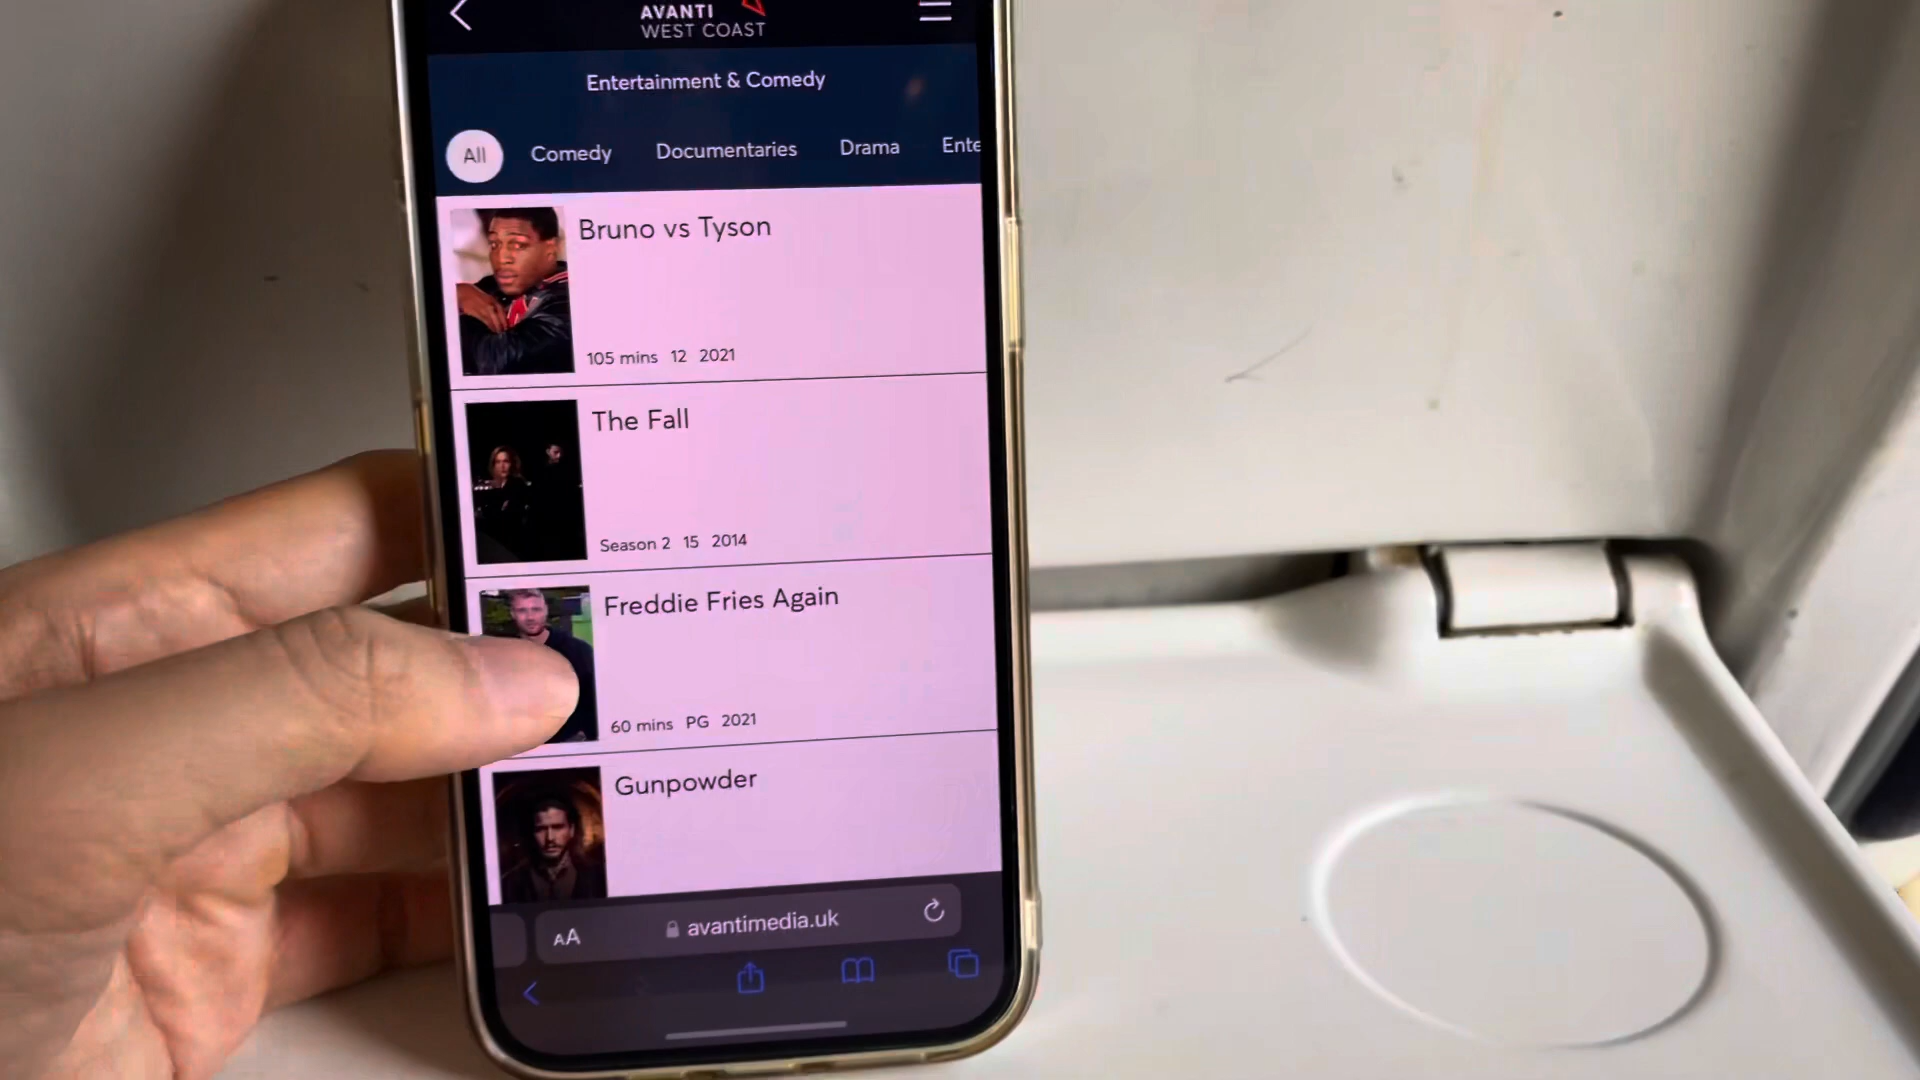 AVANTI
WEST COAST
Entertainment & Comedy
All Comedy Documentaries Drama Ente
Bruno vs Tyson
105 mins 12 2021
The Fall
Season 2 15 2014
Freddie Fries Again
60 mins PG 2021
Gunpowder
AA avantimedia.uk